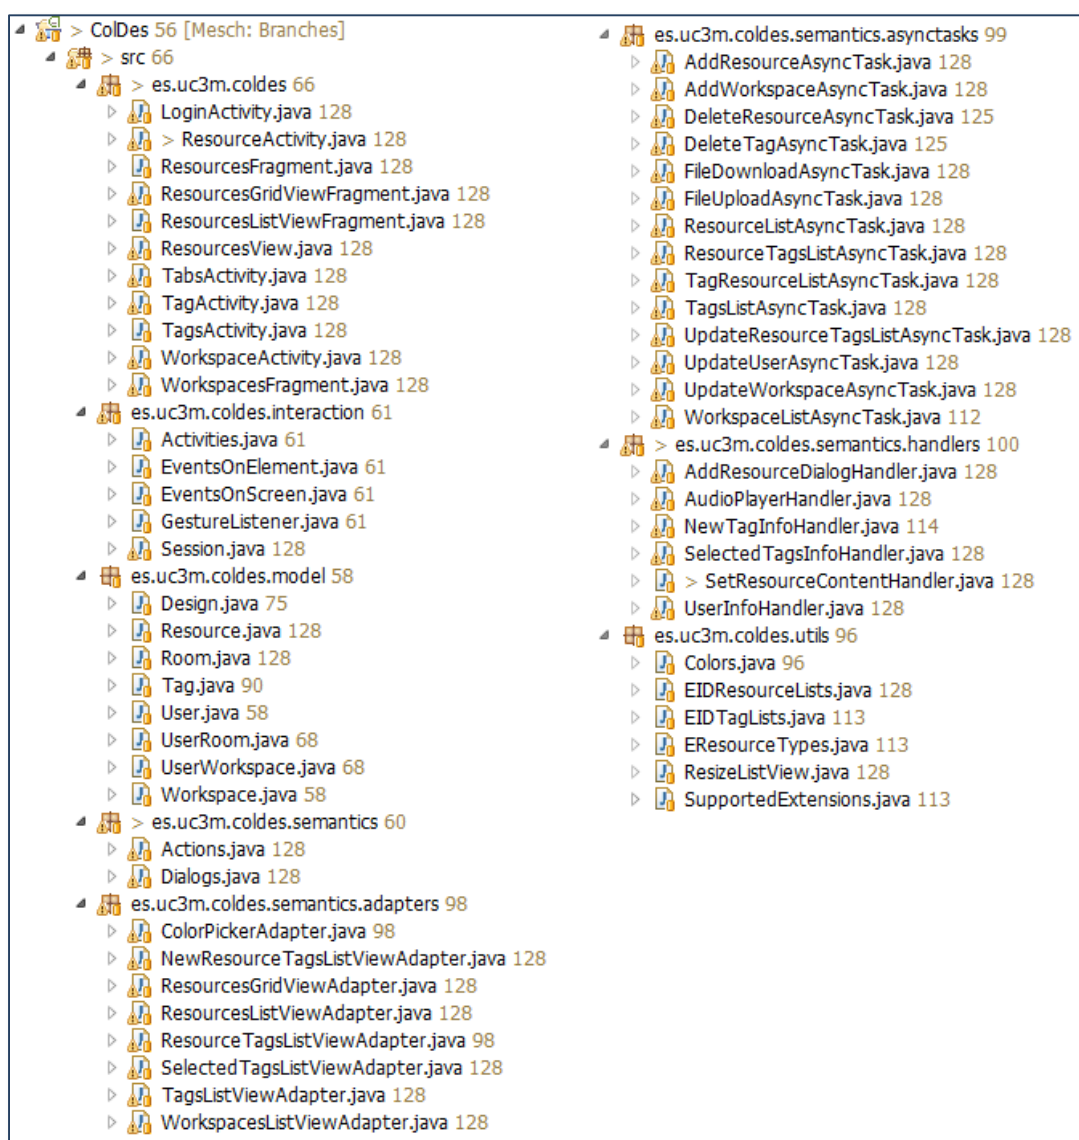 > ColDes 56 [Mesch: Branches]
> src 66
> es.uc3m.coldes 66
LoginActivity.java 128
> ResourceActivity.java 128
ResourcesFragment.java 128
ResourcesGridViewFragment.java 128
ResourcesListViewFragment.java 128
ResourcesView.java 128
TabsActivity.java 128
TagActivity.java 128
TagsActivity.java 128
WorkspaceActivity.java 128
WorkspacesFragment.java 128
es.uc3m.coldes.interaction 61
Activities.java 61
EventsOnElement.java 61
EventsOnScreen.java 61
GestureListener.java 61
Session.java 128
es.uc3m.coldes.model 58
Design.java 75
Resource.java 128
Room.java 128
Tag.java 90
User.java 58
UserRoom.java 68
UserWorkspace.java 68
Workspace.java 58
> es.uc3m.coldes.semantics 60
Actions.java 128
Dialogs.java 128
es.uc3m.coldes.semantics.adapters 98
ColorPickerAdapter.java 98
NewResourceTagsListViewAdapter.java 128
ResourcesGridViewAdapter.java 128
ResourcesListViewAdapter.java 128
ResourceTagsListViewAdapter.java 98
SelectedTagsListViewAdapter.java 128
TagsListViewAdapter.java 128
WorkspacesListViewAdapter.java 128
es.uc3m.coldes.semantics.asynctasks 99
AddResourceAsyncTask.java 128
AddWorkspaceAsyncTask.java 128
DeleteResourceAsyncTask.java 125
DeleteTagAsyncTask.java 125
FileDownloadAsyncTask.java 128
FileUploadAsyncTask.java 128
ResourceListAsyncTask.java 128
ResourceTagsListAsyncTask.java 128
TagResourceListAsyncTask.java 128
TagsListAsyncTask.java 128
UpdateResourceTagsListAsyncTask.java 128
UpdateUserAsyncTask.java 128
UpdateWorkspaceAsyncTask.java 128
WorkspaceListAsyncTask.java 112
> es.uc3m.coldes.semantics.handlers 100
AddResourceDialogHandler.java 128
AudioPlayerHandler.java 128
NewTagInfoHandler.java 114
SelectedTagsInfoHandler.java 128
> SetResourceContentHandler.java 128
UserInfoHandler.java 128
es.uc3m.coldes.utils 96
Colors.java 96
EIDResourceLists.java 128
EIDTagLists.java 113
EResourceTypes.java 113
ResizeListView.java 128
SupportedExtensions.java 113